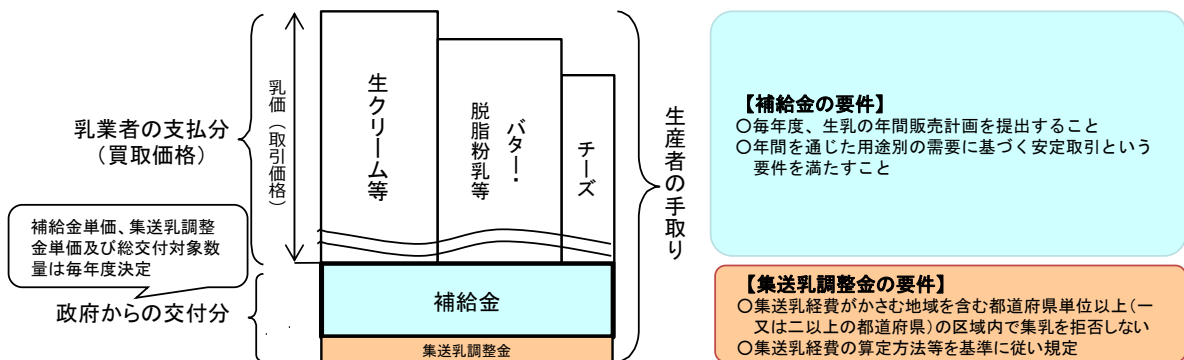 乳業者の支払分
（買取価格）
補給金単価、集送乳調整
金単価及び総交付対象数
量は毎年度決定
政府からの交付分
乳価（取引価格）
生クリーム等
バター・
脱脂粉乳等
チーズ
補給金
集送乳調整金
生産者の手取り
【補給金の要件】
○毎年度、生乳の年間販売計画を提出すること
○年間を通じた用途別の需要に基づく安定取引という
要件を満たすこと
【集送乳調整金の要件】
○集送乳経費がかさむ地域を含む都道府県単位以上（一
又は二以上の都道府県）の区域内で集乳を拒否しない
○集送乳経費の算定方法等を基準に従い規定